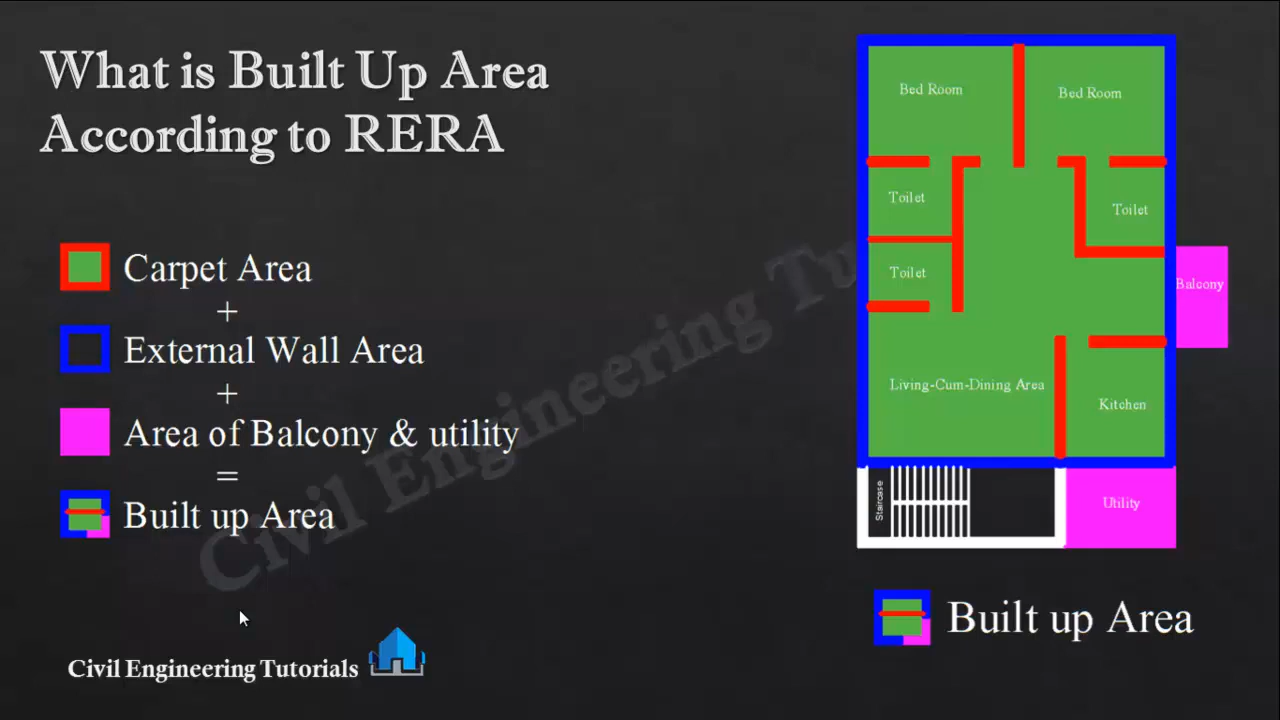 What is Built Up Area
According to RERA
Carpet Area
+
External Wall Area
+
Area of Balcony & utility
=
Built up Area
Civil Engineering Tutorials
Civil Engineering Tu
Bed Room
Bed Room
Toilet
Toilet
Toilet
Balcony
Living-Cum-Dining Area
Kitchen
Staircase
Utility
Built up Area